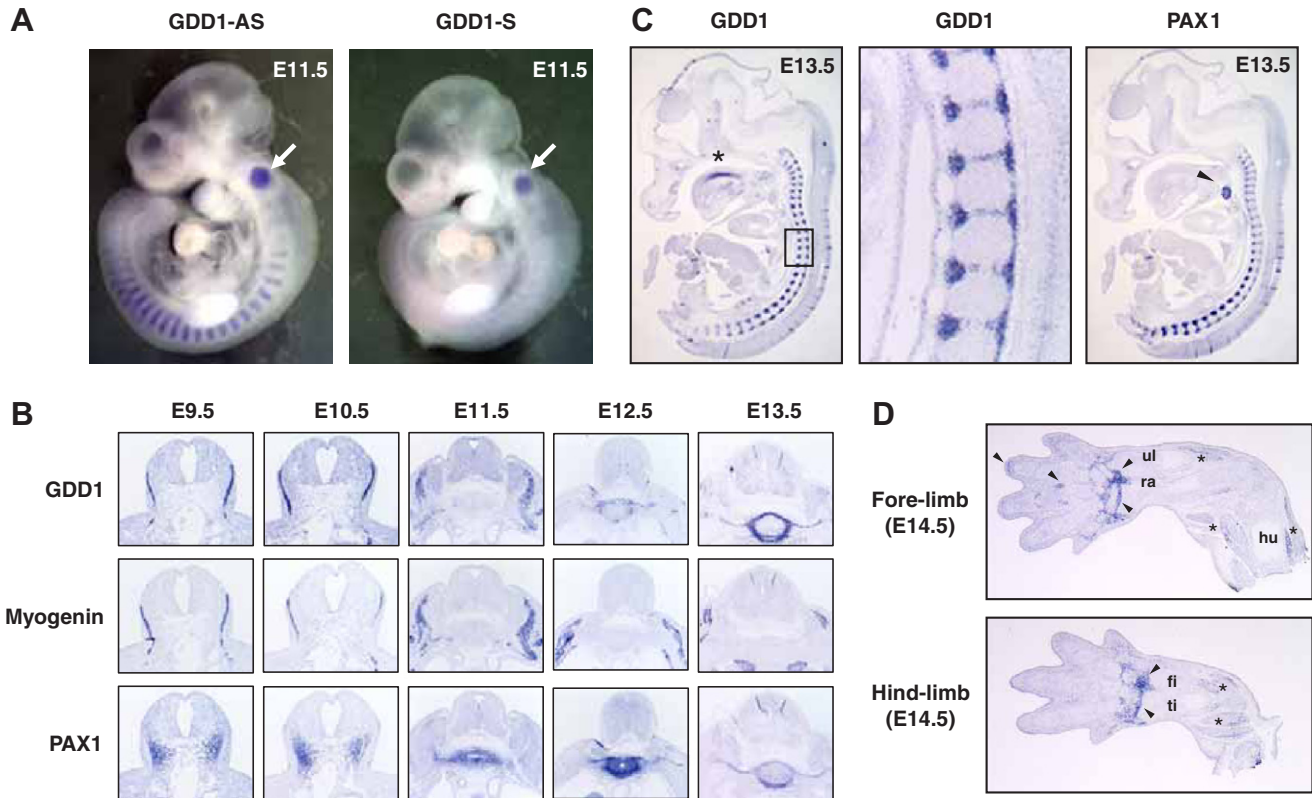 A
GDD1-AS
GDD1-S
E11.5
E11.5
C
GDD1
GDD1
PAX1
E13.5
*
E13.5
B
E9.5
E10.5
E11.5
E12.5
E13.5
GDD1
Myogenin
PAX1
D
Fore-limb
(E14.5)
ul
*
ra
*
hu
*
Hind-limb
(E14.5)
fi
*
ti
*